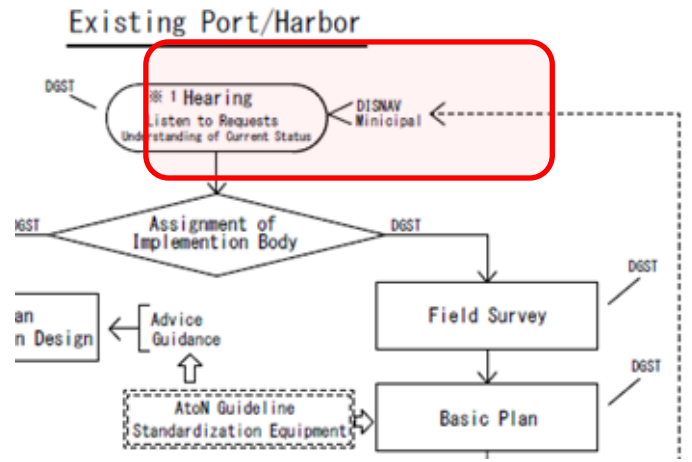 Existing Port/Harbor
DGST
※1 Hearing
Listen to Requests
Understanding of Current Status
DISNAV
Minicipal
DGST
Assignment of
Implemention Body
DGST
DGST
Field Survey
an
n Design
Advice
Guidance
DGST
AtoN Guideline
Standardization Equipment
Basic Plan